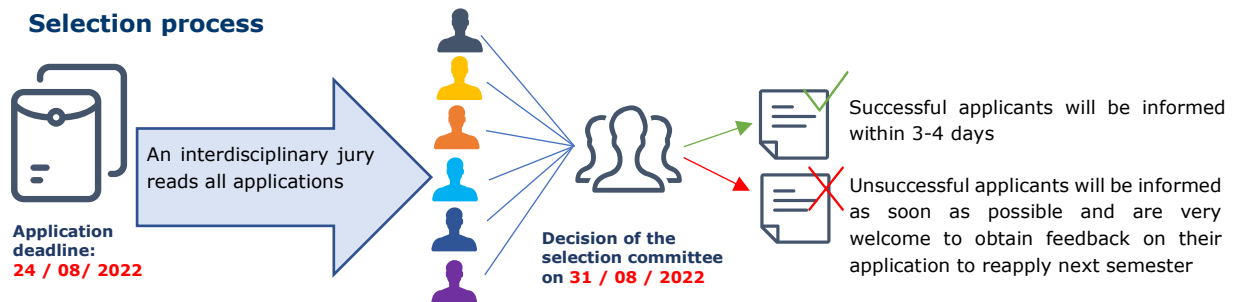 Selection process
An interdisciplinary jury
reads all applications
Application
deadline:
24 / 08/ 2022
Decision of the
selection committee
on 31 / 08 / 2022
Successful applicants will be informed
within 3-4 days
Unsuccessful applicants will be informed
as soon as possible and are very
welcome to obtain feedback on their
application to reapply next semester